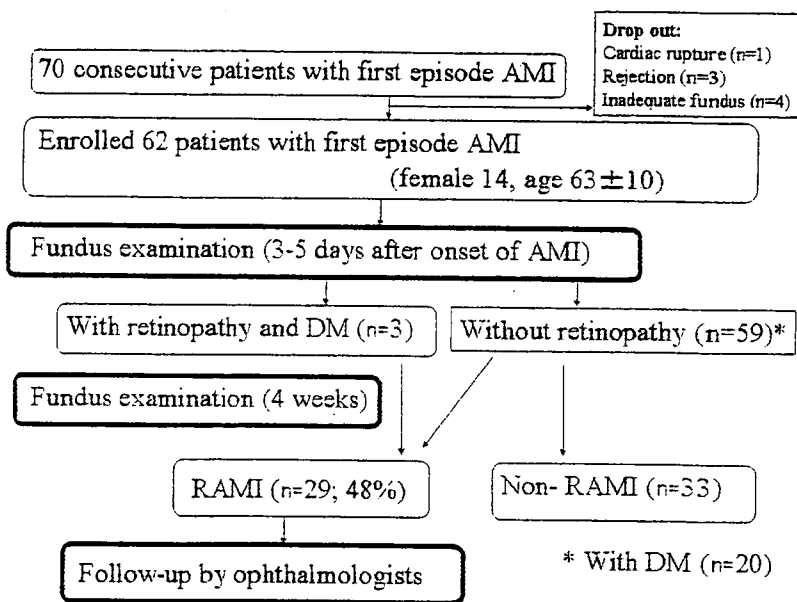 Drop out:
Cardiac rupture (n=1)
Rejection (n=3)
Inadequate fundus (n=4)
70 consecutive patients with first episode AMI
Enrolled 62 patients with first episode AMI
(female 14, age 63±10)
Fundus examination (3-5 days after onset of AMI)
With retinopathy and DM (n=3)
Without retinopathy (n=59)*
Fundus examination (4 weeks)
RAMI (n=29; 48%)
Non- RAMI (n=33)
Follow-up by ophthalmologists
* With DM (n=20)